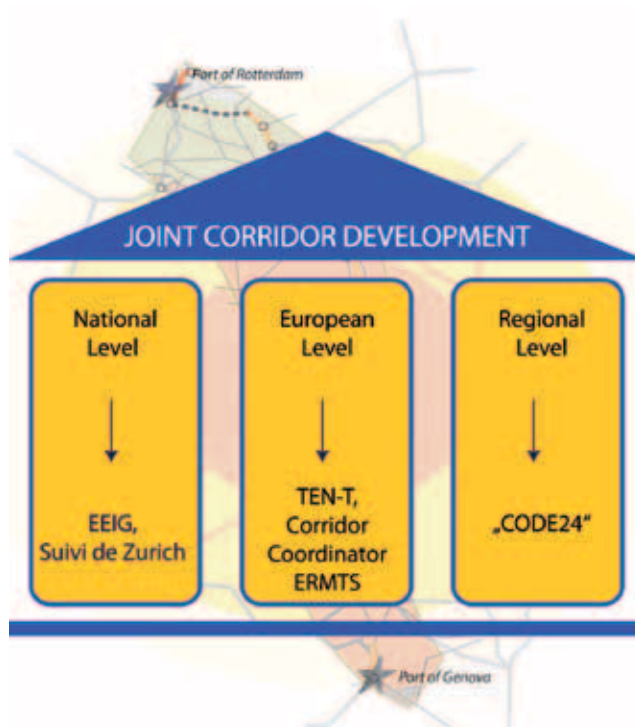 Port of Rotterdam
JOINT CORRIDOR DEVELOPMENT
National
Level
EEIG,
Suivi de Zurich
European
Level
TEN-T,
Corridor
Coordinator
ERMTS
Regional
Level
„CODE24“
Port of Genova